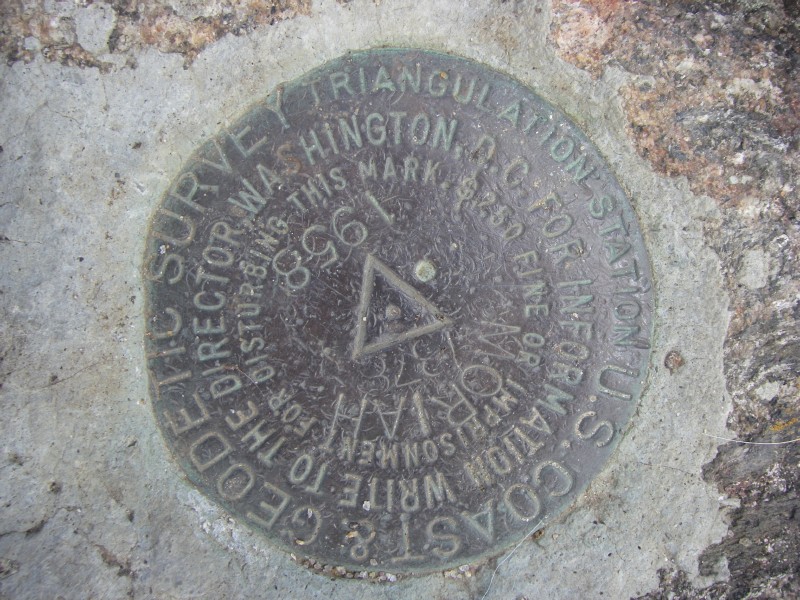 U.S. COAST & GEODETIC SURVEY TRIANGULATION STATION
FOR INFORMATION WRITE TO THE DIRECTOR, WASHINGTON, D.C.
$250 FINE OR IMPRISONMENT FOR DISTURBING THIS MARK.
MORIAH
1958